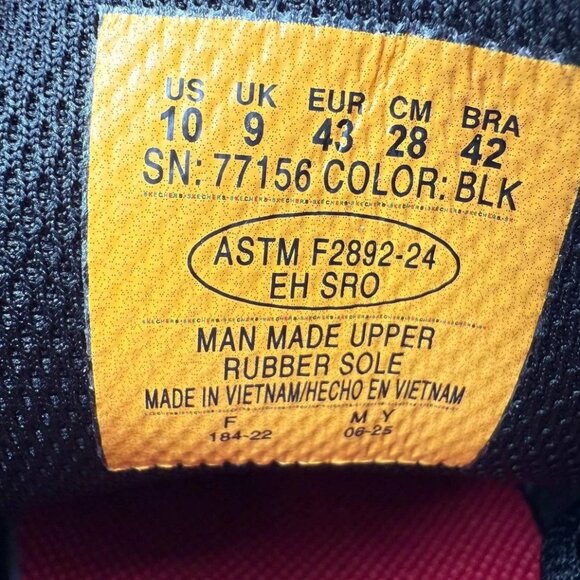 US UK EUR CM BRA
10 9 43 28 42
SN: 77156 COLOR: BLK
ASTM F2892-24
EH SRO
MAN MADE UPPER
RUBBER SOLE
MADE IN VIETNAM/HECHO EN VIETNAM
F M Y
184-22 06-25